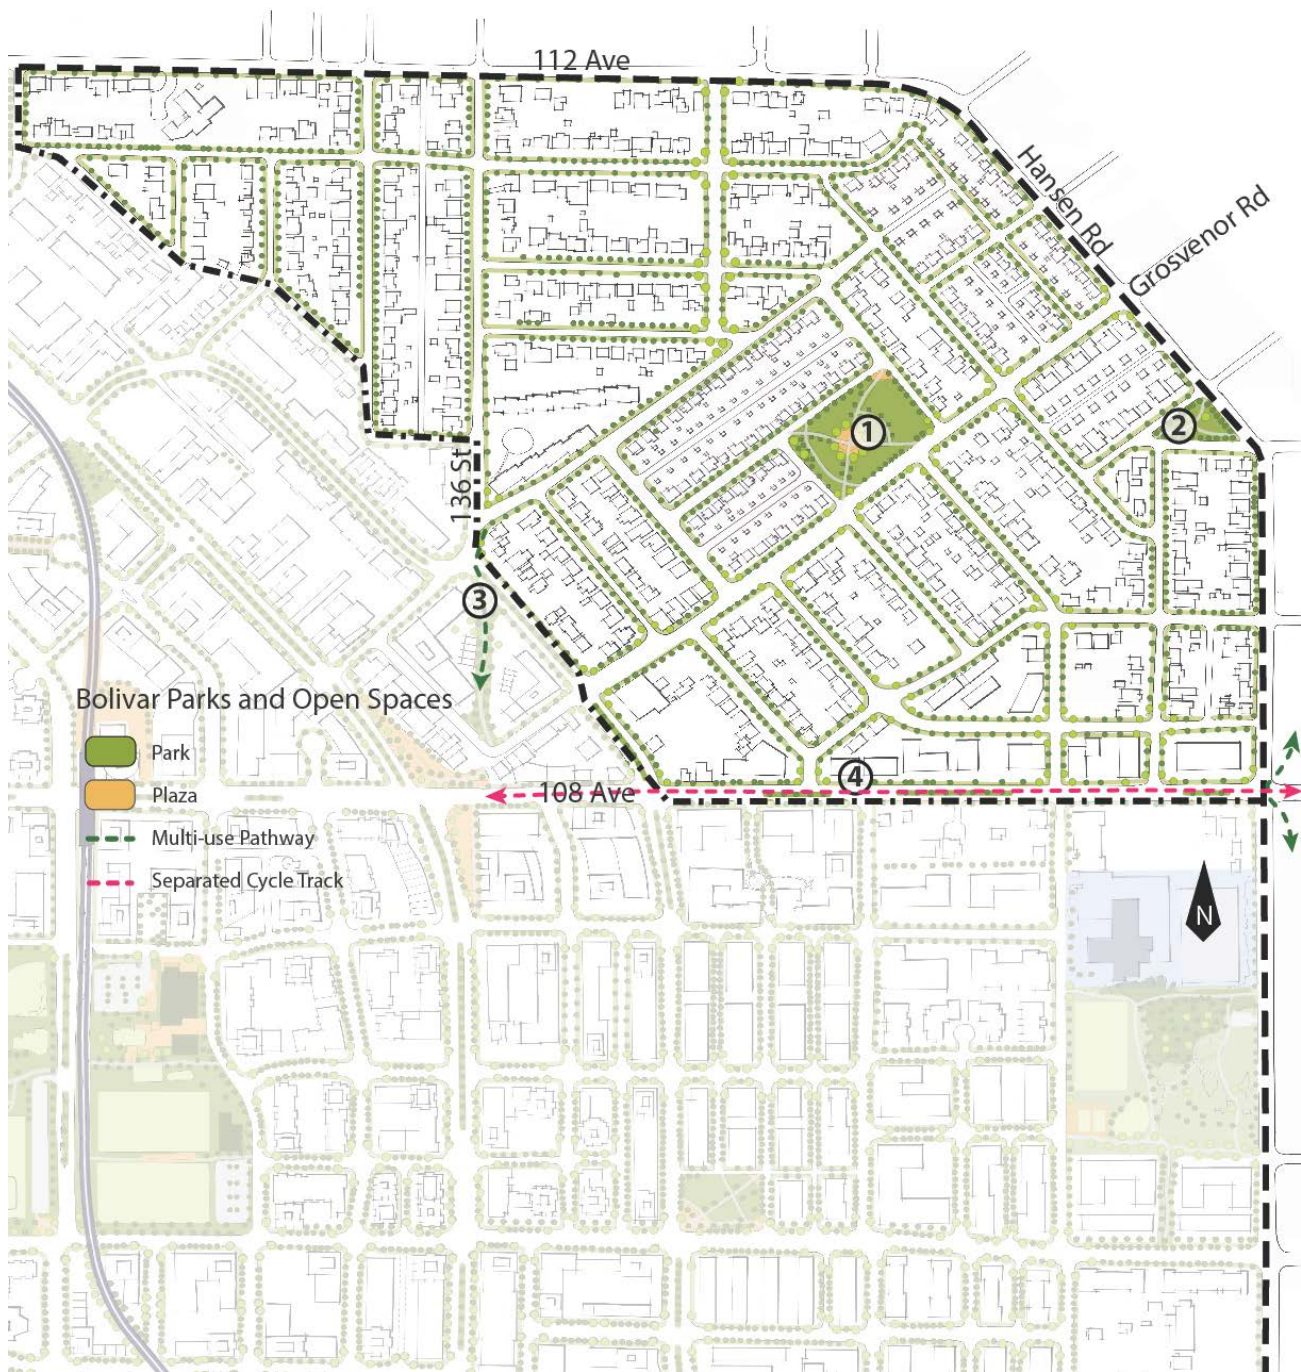 112 Ave
Hansen Rd
Grosvenor Rd
1
2
136 St
3
Bolivar Parks and Open Spaces
Park
Plaza
4
108 Ave
Multi-use Pathway
Separated Cycle Track
N